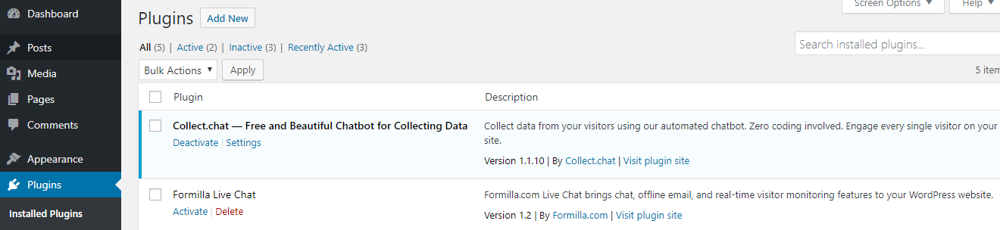 Dashboard
Posts
Media
Pages
Comments
Appearance
Plugins
Installed Plugins
Screen Options ▼
Help ▼
Plugins Add New
All (5) | Active (2) | Inactive (3) | Recently Active (3)
Search installed plugins...
Bulk Actions ▼ Apply
5 item
Plugin Description
Collect.chat — Free and Beautiful Chatbot for Collecting Data
Deactivate | Settings
Collect data from your visitors using our automated chatbot. Zero coding involved. Engage every single visitor on your
site.
Version 1.1.10 | By Collect.chat | Visit plugin site
Formilla Live Chat
Activate | Delete
Formilla.com Live Chat brings chat, offline email, and real-time visitor monitoring features to your WordPress website.
Version 1.2 | By Formilla.com | Visit plugin site